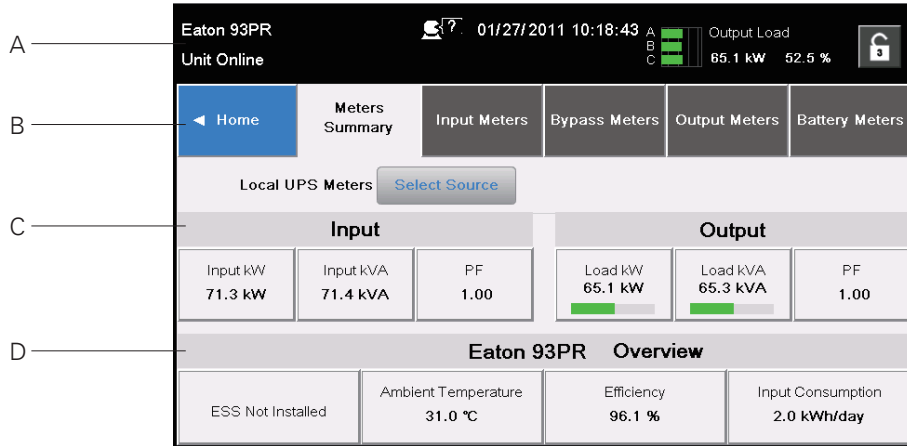 Eaton 93PR
Unit Online
? 01/27/2011 10:18:43
A
B
C
Output Load
65.1 kW 52.5 %
3
A
B
◄ Home
Meters
Summary
Input Meters
Bypass Meters
Output Meters
Battery Meters
Local UPS Meters
Select Source
C
Input
Output
Input kW
71.3 kW
Input kVA
71.4 kVA
PF
1.00
Load kW
65.1 kW
Load kVA
65.3 kVA
PF
1.00
D
Eaton 93PR Overview
ESS Not Installed
Ambient Temperature
31.0 ℃
Efficiency
96.1 %
Input Consumption
2.0 kWh/day